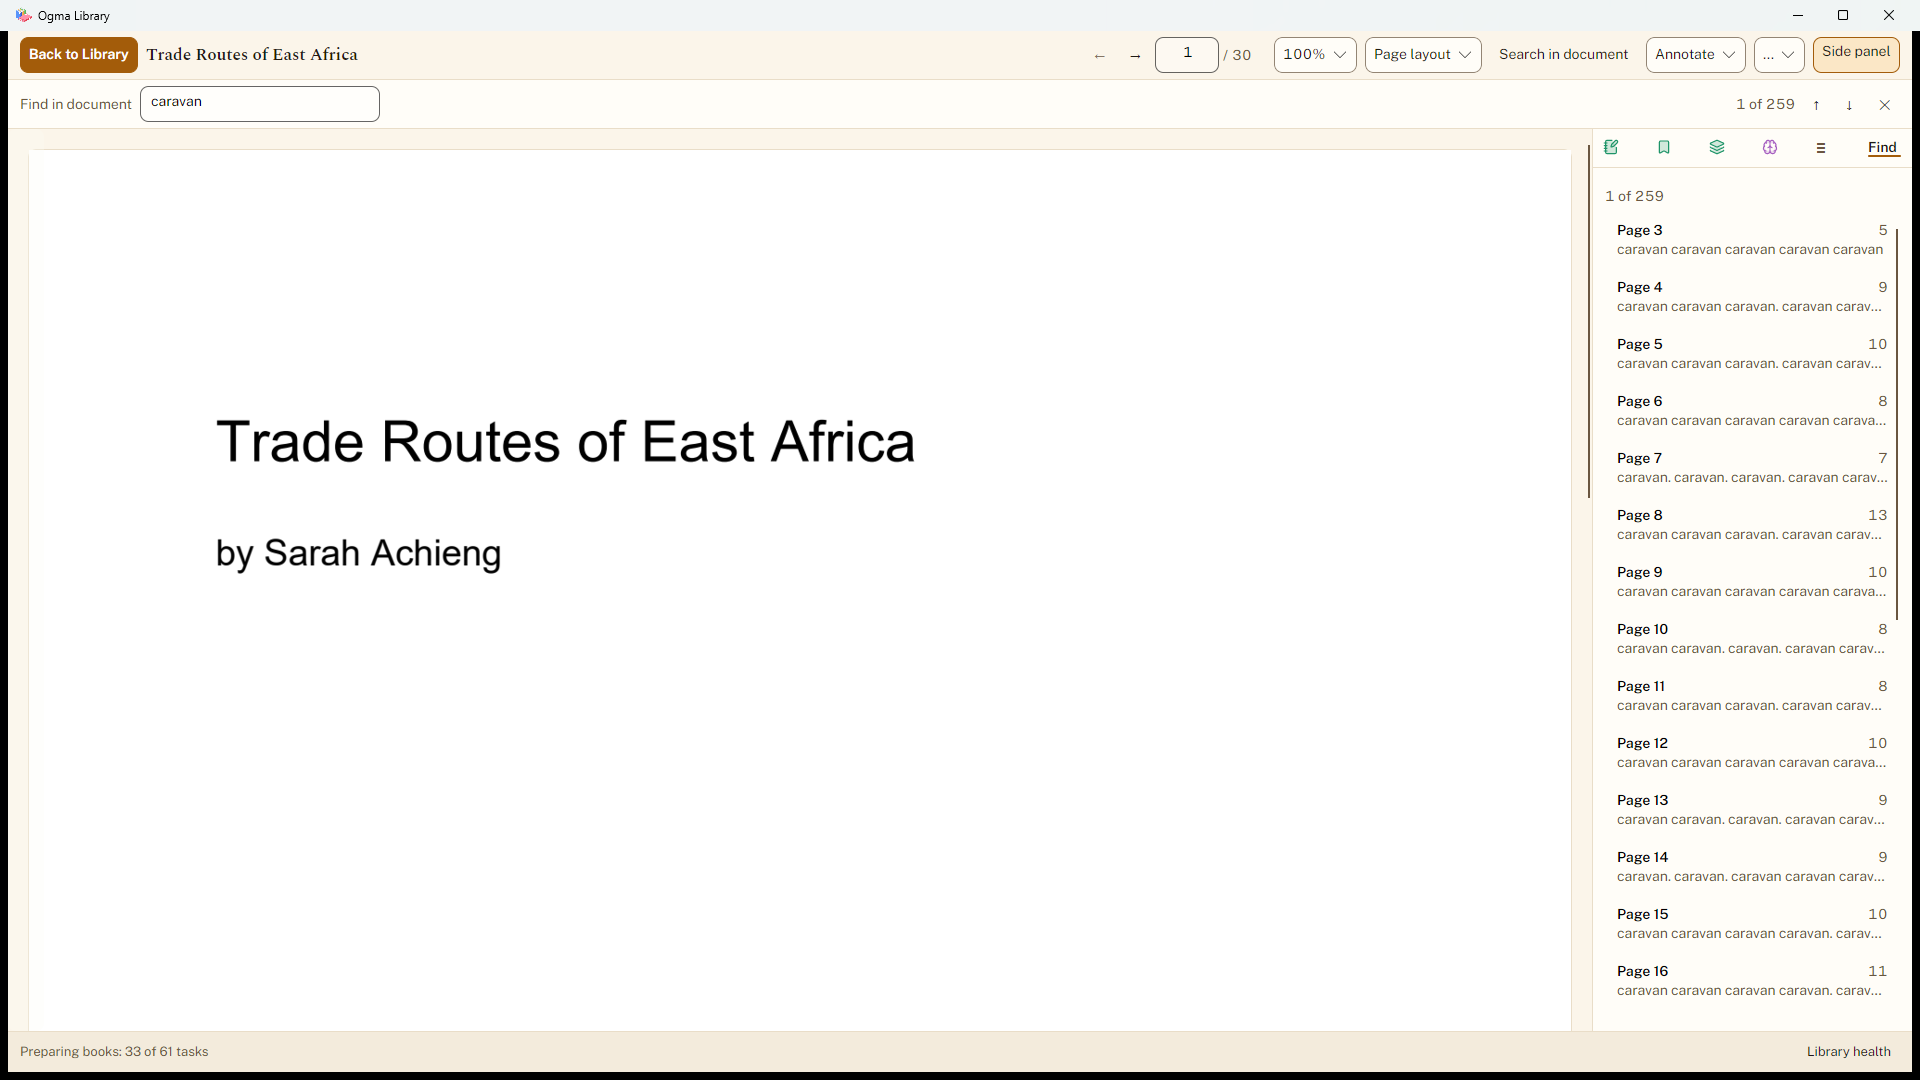 Ogma Library
Back to Library Trade Routes of East Africa ← → 1 / 30 100% Page layout Search in document Annotate ... Side panel
Find in document caravan 1 of 259 ↑ ↓
Find
1 of 259
Page 3 5
caravan caravan caravan caravan caravan
Page 4 9
caravan caravan caravan. caravan carav...
Page 5 10
caravan caravan caravan. caravan carav...
Page 6 8
caravan caravan caravan caravan carava...
Page 7 7
caravan. caravan. caravan. caravan carav...
Page 8 13
caravan caravan caravan. caravan carav...
Page 9 10
caravan caravan caravan caravan carava...
Page 10 8
caravan caravan. caravan. caravan carav...
Page 11 8
caravan caravan caravan. caravan carav...
Page 12 10
caravan caravan caravan caravan carava...
Page 13 9
caravan caravan. caravan. caravan carav...
Page 14 9
caravan. caravan. caravan caravan carav...
Page 15 10
caravan caravan caravan caravan. carav...
Page 16 11
caravan caravan caravan caravan. carav...
Trade Routes of East Africa
by Sarah Achieng
Preparing books: 33 of 61 tasks Library health